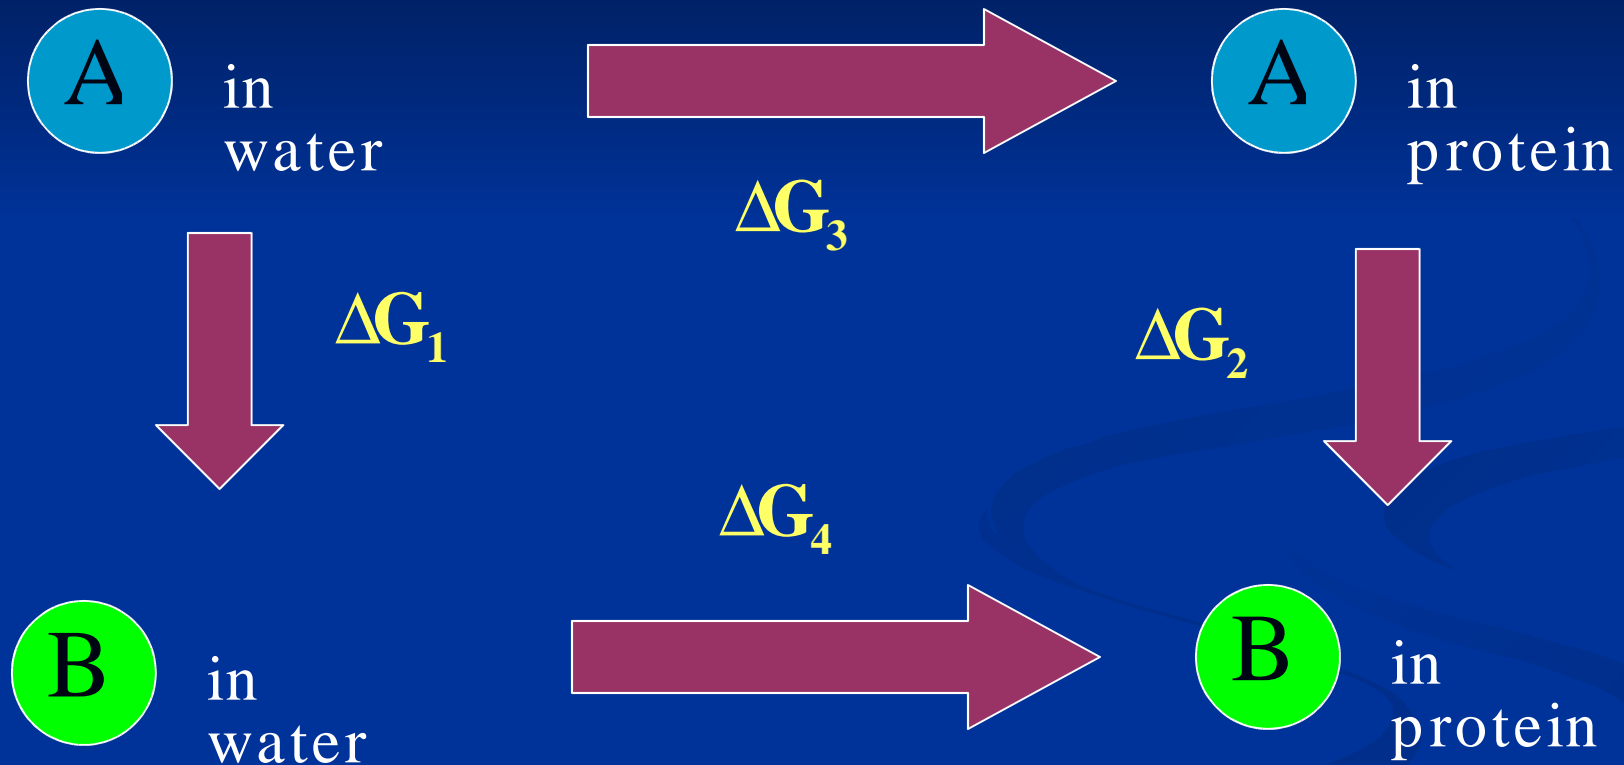 A in water
A in protein
ΔG3
ΔG1
ΔG2
ΔG4
B in water
B in protein